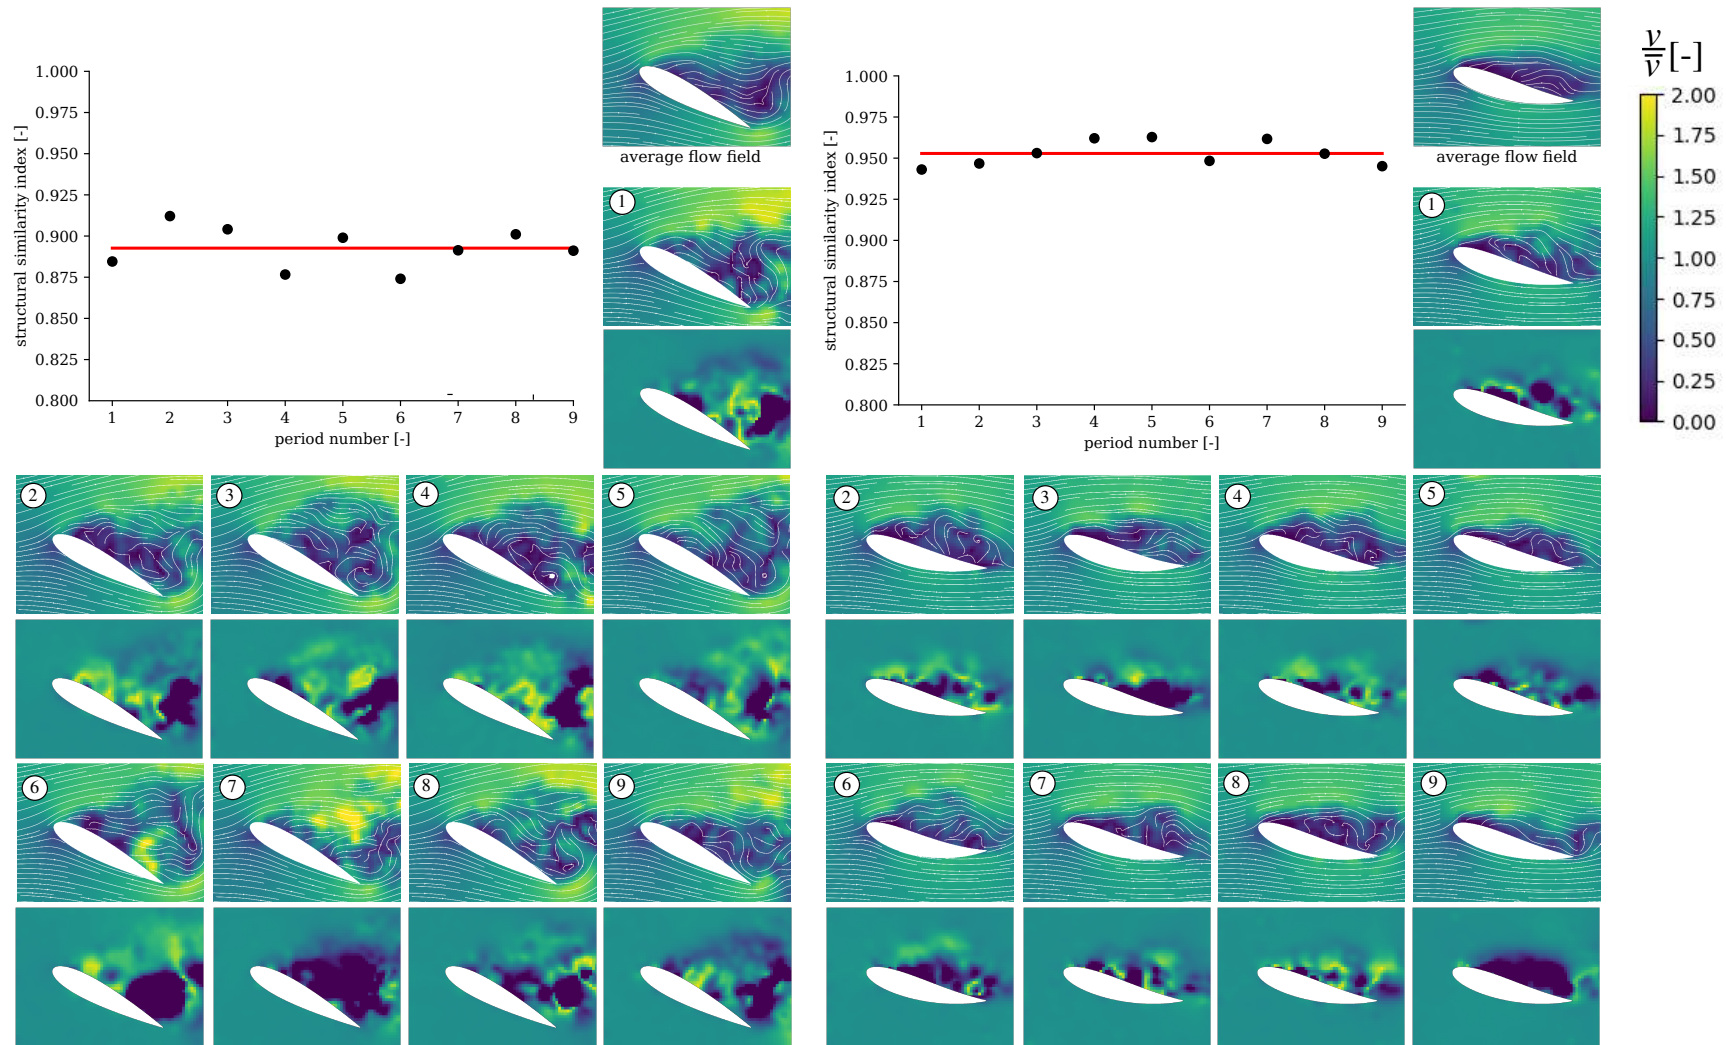 1.000
0.975
0.950
0.925
0.900
0.875
0.850
0.825
0.800
structural similarity index [-]
1 2 3 4 5 6 7 8 9
period number [-]
average flow field
1
2 3 4 5
6 7 8 9
1.000
0.975
0.950
0.925
0.900
0.875
0.850
0.825
0.800
structural similarity index [-]
1 2 3 4 5 6 7 8 9
period number [-]
average flow field
1
2 3 4 5
6 7 8 9
v
v̅ [-]
2.00
1.75
1.50
1.25
1.00
0.75
0.50
0.25
0.00